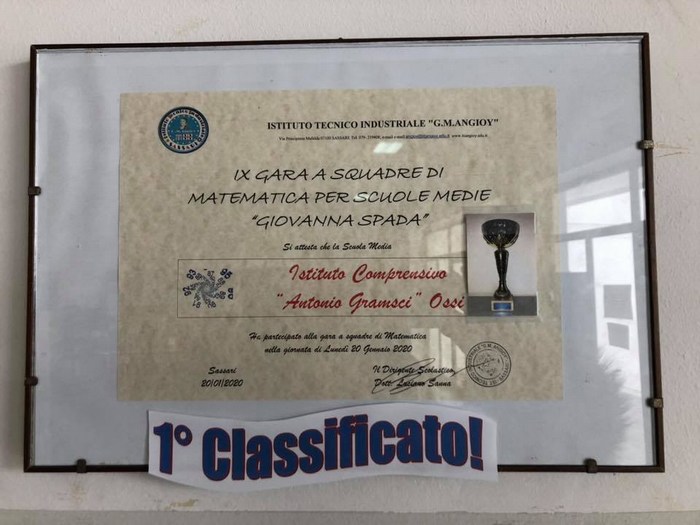 ISTITUTO TECNICO INDUSTRIALE "G.M.ANGIOY"
IX GARA A SQUADRE DI
MATEMATICA PER SCUOLE MEDIE
"GIOVANNA SPADA"
Si attesta che la Scuola Media
Istituto Comprensivo
"Antonio Gramsci" Ossi
Ha partecipato alla gara a squadre di Matematica
nella giornata di Lunedì 20 Gennaio 2020
Sassari
20/01/2020
Il Dirigente Scolastico
Dott. Luciano Sanna
1° Classificato!